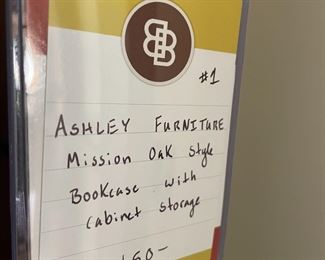 #1
ASHLEY FURNITURE
Mission Oak Style
Bookcase with
cabinet storage